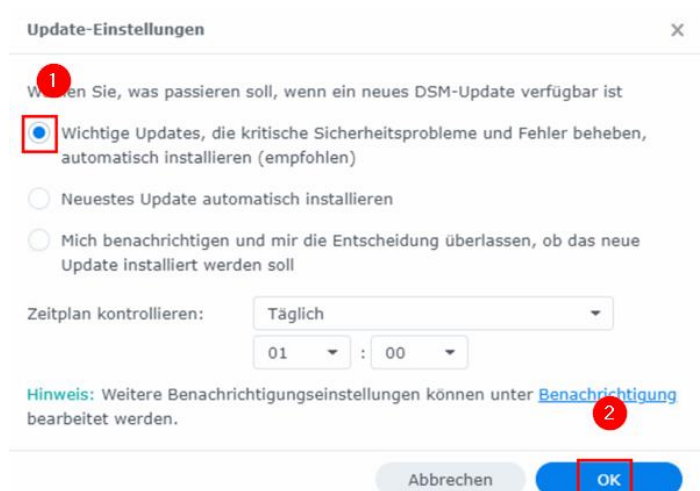 Update-Einstellungen
1
en Sie, was passieren soll, wenn ein neues DSM-Update verfügbar ist
Wichtige Updates, die kritische Sicherheitsprobleme und Fehler beheben,
automatisch installieren (empfohlen)
Neuestes Update automatisch installieren
Mich benachrichtigen und mir die Entscheidung überlassen, ob das neue
Update installiert werden soll
Zeitplan kontrollieren: Täglich
01 : 00
Hinweis: Weitere Benachrichtigungseinstellungen können unter Benachrichtigung
bearbeitet werden.
2
Abbrechen OK